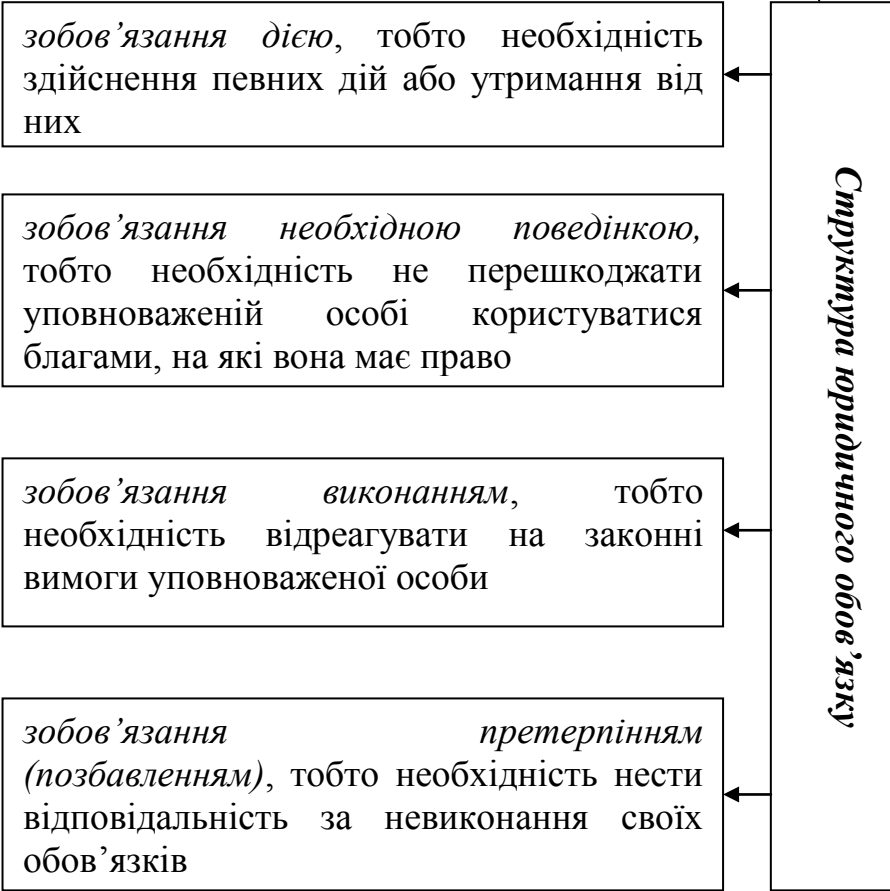 зобов’язання дією, тобто необхідність
здійснення певних дій або утримання від
них
зобов’язання необхідною поведінкою,
тобто необхідність не перешкоджати
уповноваженій особі користуватися
благами, на які вона має право
зобов’язання виконанням, тобто
необхідність відреагувати на законні
вимоги уповноваженої особи
зобов’язання претерпінням
(позбавленням), тобто необхідність нести
відповідальність за невиконання своїх
обов’язків
Структура юридичного обов’язку